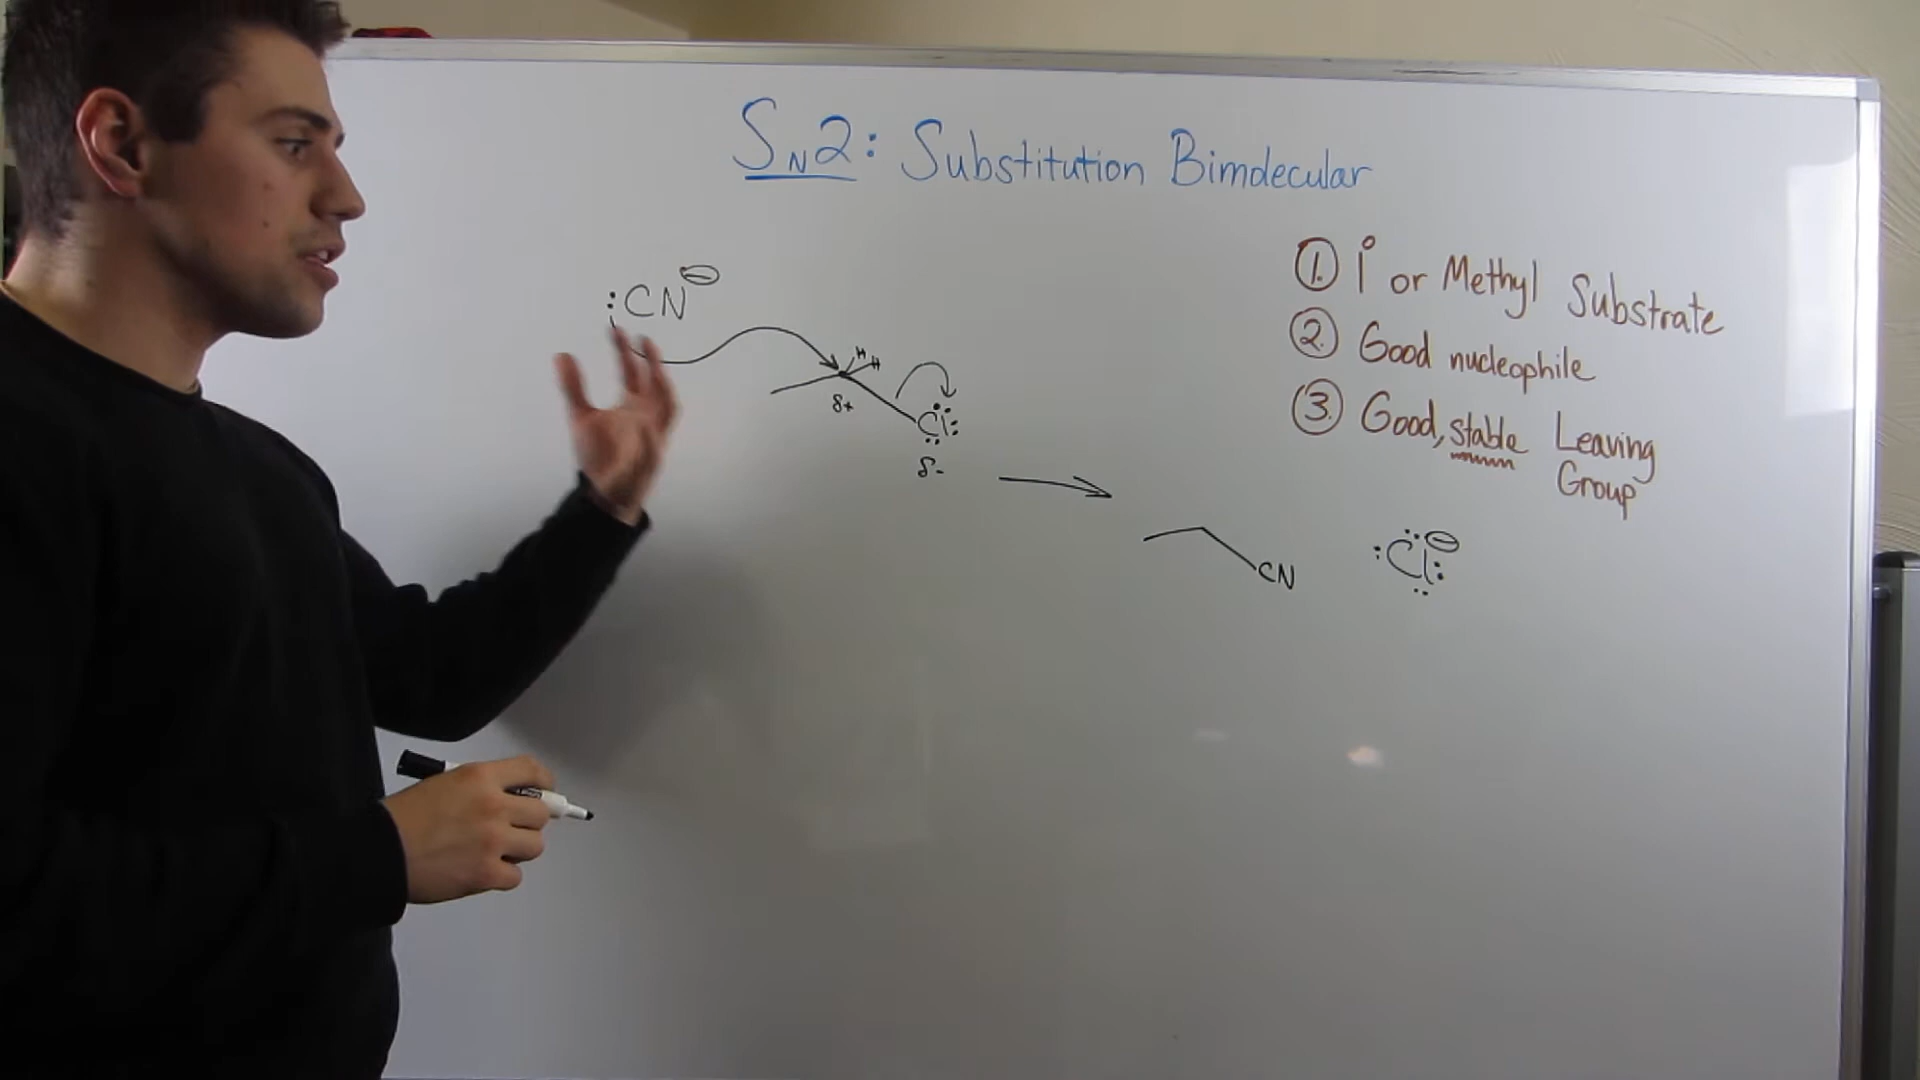 SN2: Substitution Bimolecular
1. 1° or Methyl Substrate
2. Good nucleophile
3. Good, stable Leaving
Group
:CN⊖
H H
δ+
:Cl:
δ-
CN
:Cl:⊖